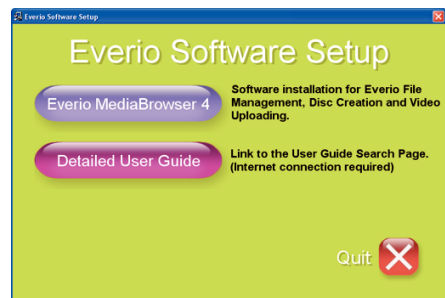 Everio Software Setup
Everio Software Setup
Everio MediaBrowser 4
Software installation for Everio File
Management, Disc Creation and Video
Uploading.
Detailed User Guide
Link to the User Guide Search Page.
(Internet connection required)
Quit